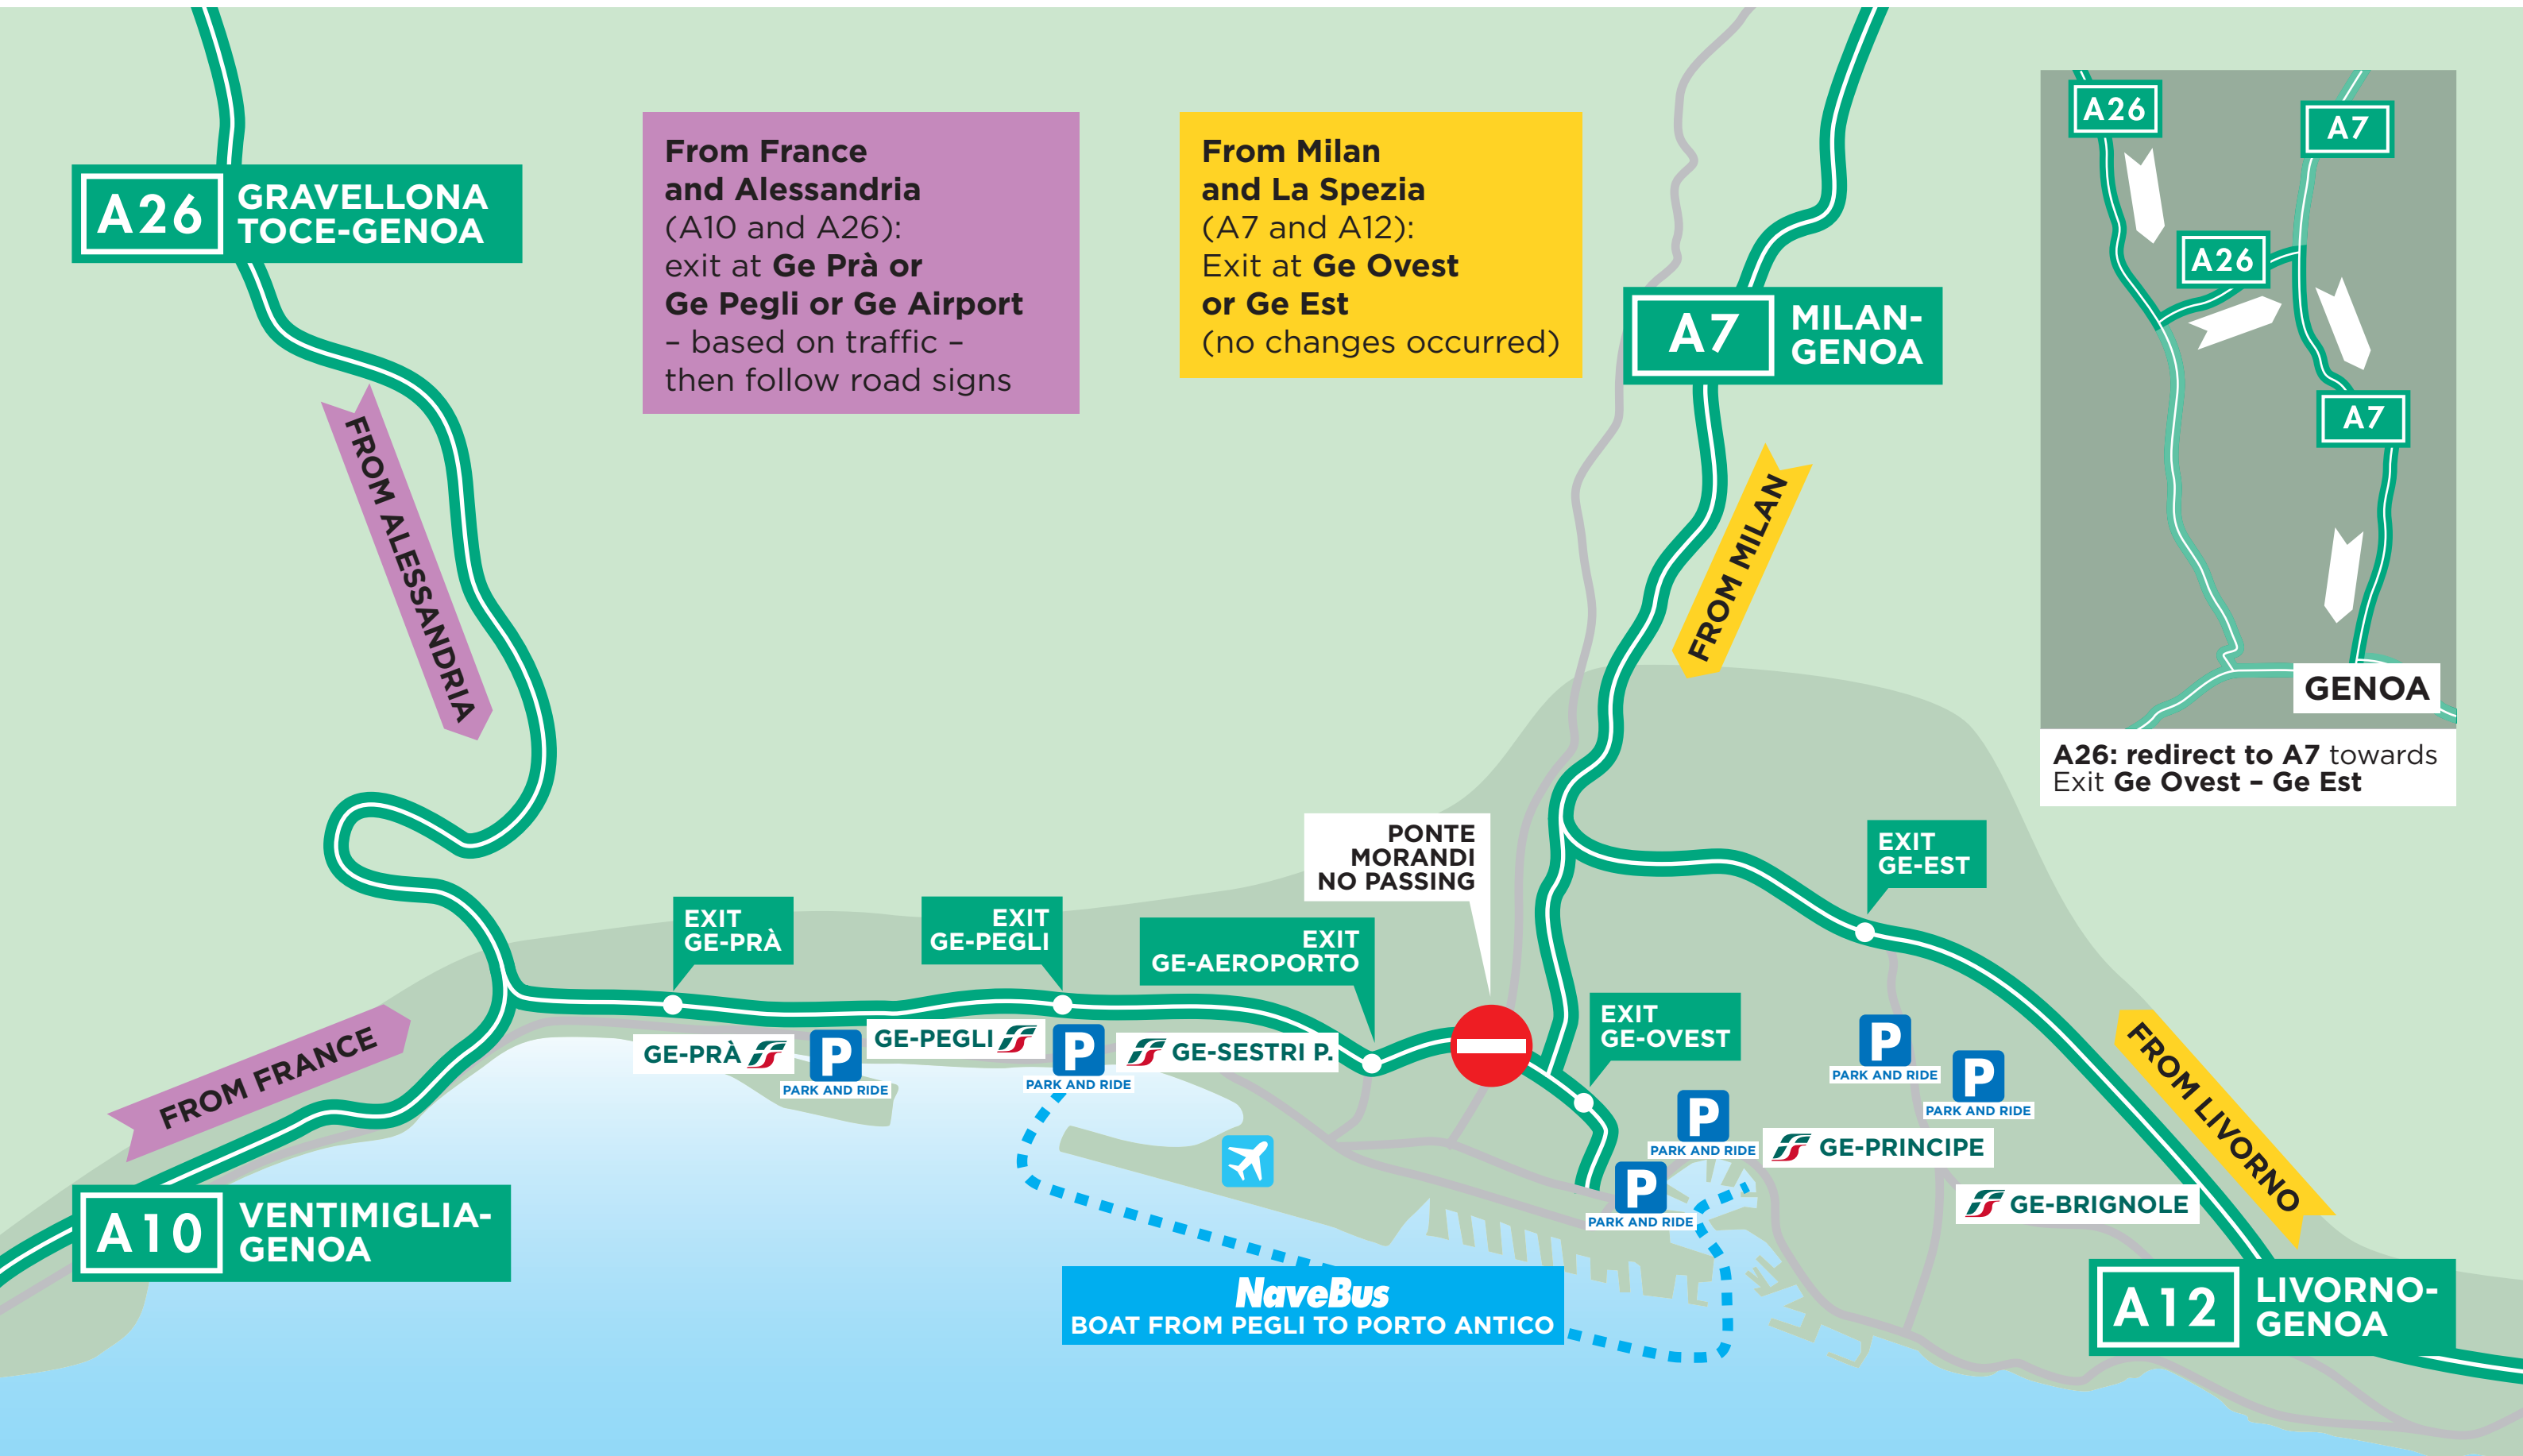 A26
GRAVELLONA
TOCE-GENOA
From France
and Alessandria
(A10 and A26):
exit at Ge Prà or
Ge Pegli or Ge Airport
– based on traffic –
then follow road signs
From Milan
and La Spezia
(A7 and A12):
Exit at Ge Ovest
or Ge Est
(no changes occurred)
A7
MILAN-
GENOA
A26
A7
A26
A7
GENOA
A26: redirect to A7 towards
Exit Ge Ovest – Ge Est
FROM ALESSANDRIA
FROM MILAN
PONTE
MORANDI
NO PASSING
EXIT
GE-EST
EXIT
GE-PRÀ
EXIT
GE-PEGLI
EXIT
GE-AEROPORTO
EXIT
GE-OVEST
FROM FRANCE
GE-PRÀ
P
PARK AND RIDE
GE-PEGLI
P
PARK AND RIDE
GE-SESTRI P.
P
PARK AND RIDE
P
PARK AND RIDE
P
PARK AND RIDE
P
PARK AND RIDE
GE-PRINCIPE
GE-BRIGNOLE
FROM LIVORNO
A10
VENTIMIGLIA-
GENOA
NaveBus
BOAT FROM PEGLI TO PORTO ANTICO
A12
LIVORNO-
GENOA